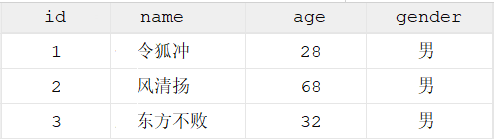 id name age gender
1 令狐冲 28 男
2 风清扬 68 男
3 东方不败 32 男